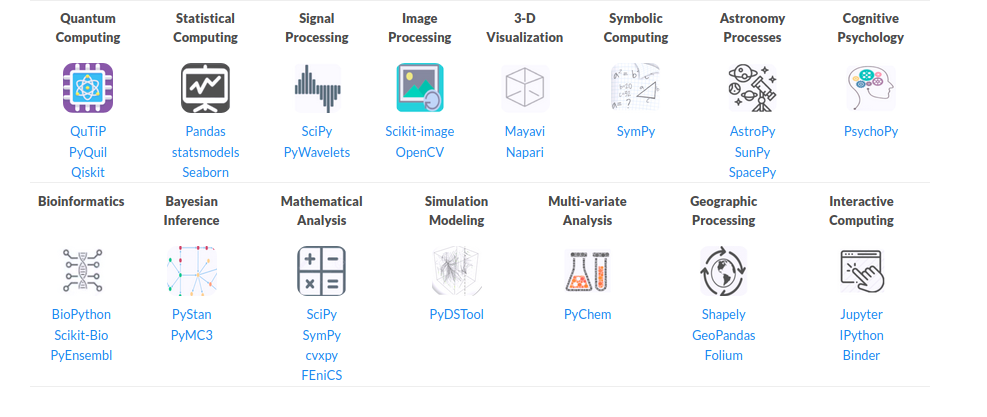 Quantum
Computing
Statistical
Computing
Signal
Processing
Image
Processing
3-D
Visualization
Symbolic
Computing
Astronomy
Processes
Cognitive
Psychology
QuTiP
PyQuil
Qiskit
Pandas
statsmodels
Seaborn
SciPy
PyWavelets
Scikit-image
OpenCV
Mayavi
Napari
SymPy
AstroPy
SunPy
SpacePy
PsychoPy
Bioinformatics
Bayesian
Inference
Mathematical
Analysis
Simulation
Modeling
Multi-variate
Analysis
Geographic
Processing
Interactive
Computing
BioPython
Scikit-Bio
PyEnsembl
PyStan
PyMC3
SciPy
SymPy
cvxpy
FEniCS
PyDSTool
PyChem
Shapely
GeoPandas
Folium
Jupyter
IPython
Binder